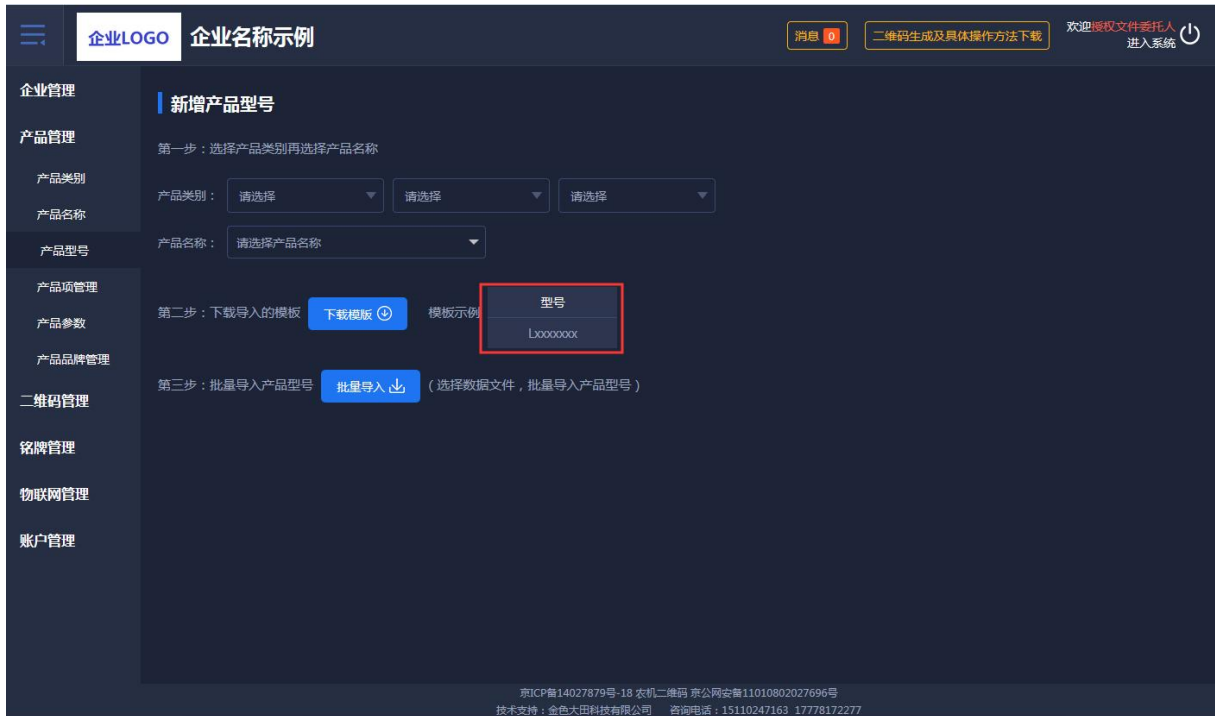 企业LOGO 企业名称示例 消息 0 二维码生成及具体操作方法下载 欢迎授权文件委托人
进入系统
企业管理
产品管理
产品类别
产品名称
产品型号
产品项管理
产品参数
产品品牌管理
二维码管理
铭牌管理
物联网管理
账户管理
新增产品型号
第一步：选择产品类别再选择产品名称
产品类别： 请选择 请选择 请选择
产品名称： 请选择产品名称
第二步：下载导入的模板 下载模版 模板示例
型号
Lxxxxxxx
第三步：批量导入产品型号 批量导入 （选择数据文件，批量导入产品型号）
京ICP备14027879号-18 农机二维码 京公网安备11010802027696号
技术支持：金色大田科技有限公司 咨询电话：15110247163 17778172277